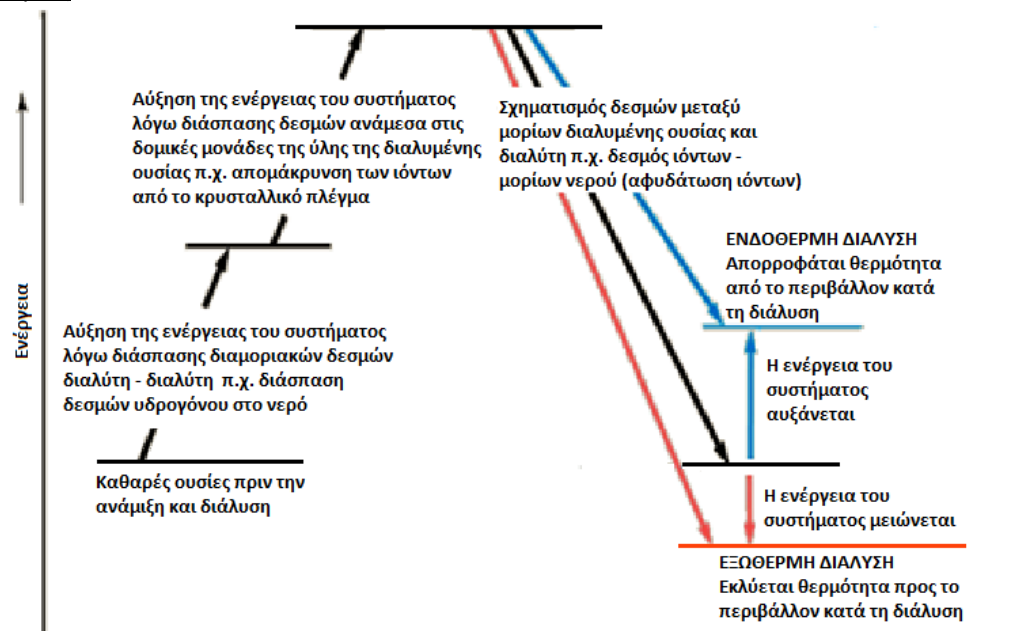 Ενέργεια
Αύξηση της ενέργειας του συστήματος
λόγω διάσπασης δεσμών ανάμεσα στις
δομικές μονάδες της ύλης της διαλυμένης
ουσίας π.χ. απομάκρυνση των ιόντων
από το κρυσταλλικό πλέγμα
Σχηματισμός δεσμών μεταξύ
μορίων διαλυμένης ουσίας και
διαλύτη π.χ. δεσμός ιόντων -
μορίων νερού (αφυδάτωση ιόντων)
ΕΝΔΟΘΕΡΜΗ ΔΙΑΛΥΣΗ
Απορροφάται θερμότητα
από το περιβάλλον κατά
τη διάλυση
Αύξηση της ενέργειας του συστήματος
λόγω διάσπασης διαμοριακών δεσμών
διαλύτη - διαλύτη π.χ. διάσπαση
δεσμών υδρογόνου στο νερό
Η ενέργεια του
συστήματος
αυξάνεται
Καθαρές ουσίες πριν την
ανάμιξη και διάλυση
Η ενέργεια του
συστήματος μειώνεται
ΕΞΩΘΕΡΜΗ ΔΙΑΛΥΣΗ
Εκλύεται θερμότητα προς το
περιβάλλον κατά τη διάλυση